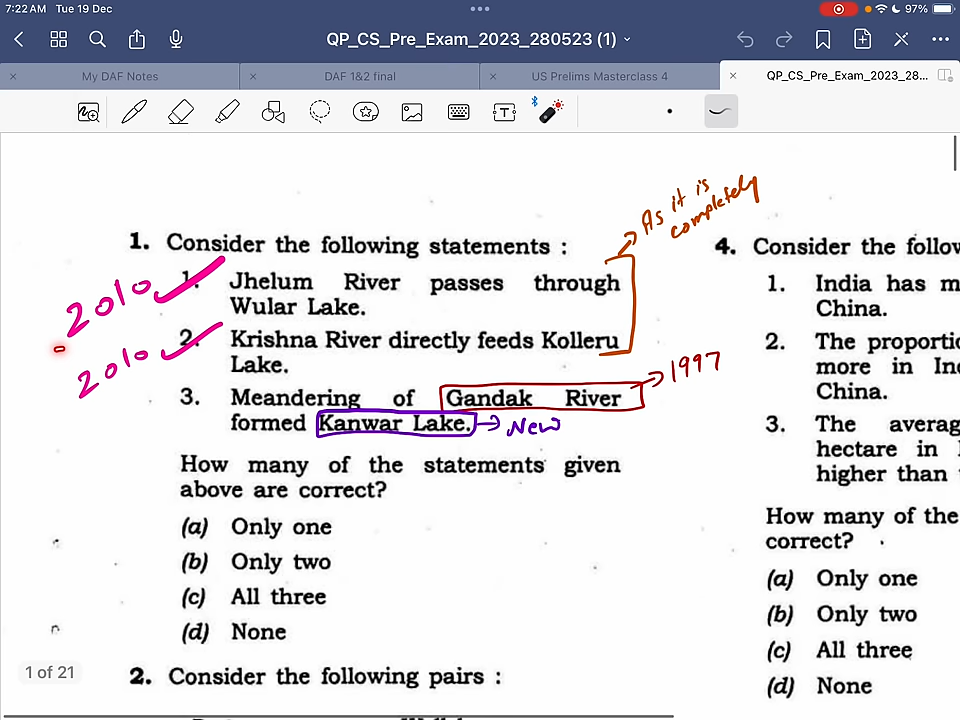 7:22 AM Tue 19 Dec
97%
QP_CS_Pre_Exam_2023_280523 (1)
My DAF Notes
DAF 1&2 final
US Prelims Masterclass 4
QP_CS_Pre_Exam_2023_28...
As it is
completely
1. Consider the following statements :
2010
1. Jhelum River passes through
Wular Lake.
2010
2. Krishna River directly feeds Kolleru
Lake.
3. Meandering of Gandak River
→ 1997
formed Kanwar Lake.
→ New
How many of the statements given
above are correct?
(a) Only one
(b) Only two
(c) All three
(d) None
2. Consider the following pairs :
4. Consider the follow
1. India has m
China.
2. The proportio
more in Ind
China.
3. The averag
hectare in
higher than
How many of the
correct?
(a) Only one
(b) Only two
(c) All three
(d) None
1 of 21